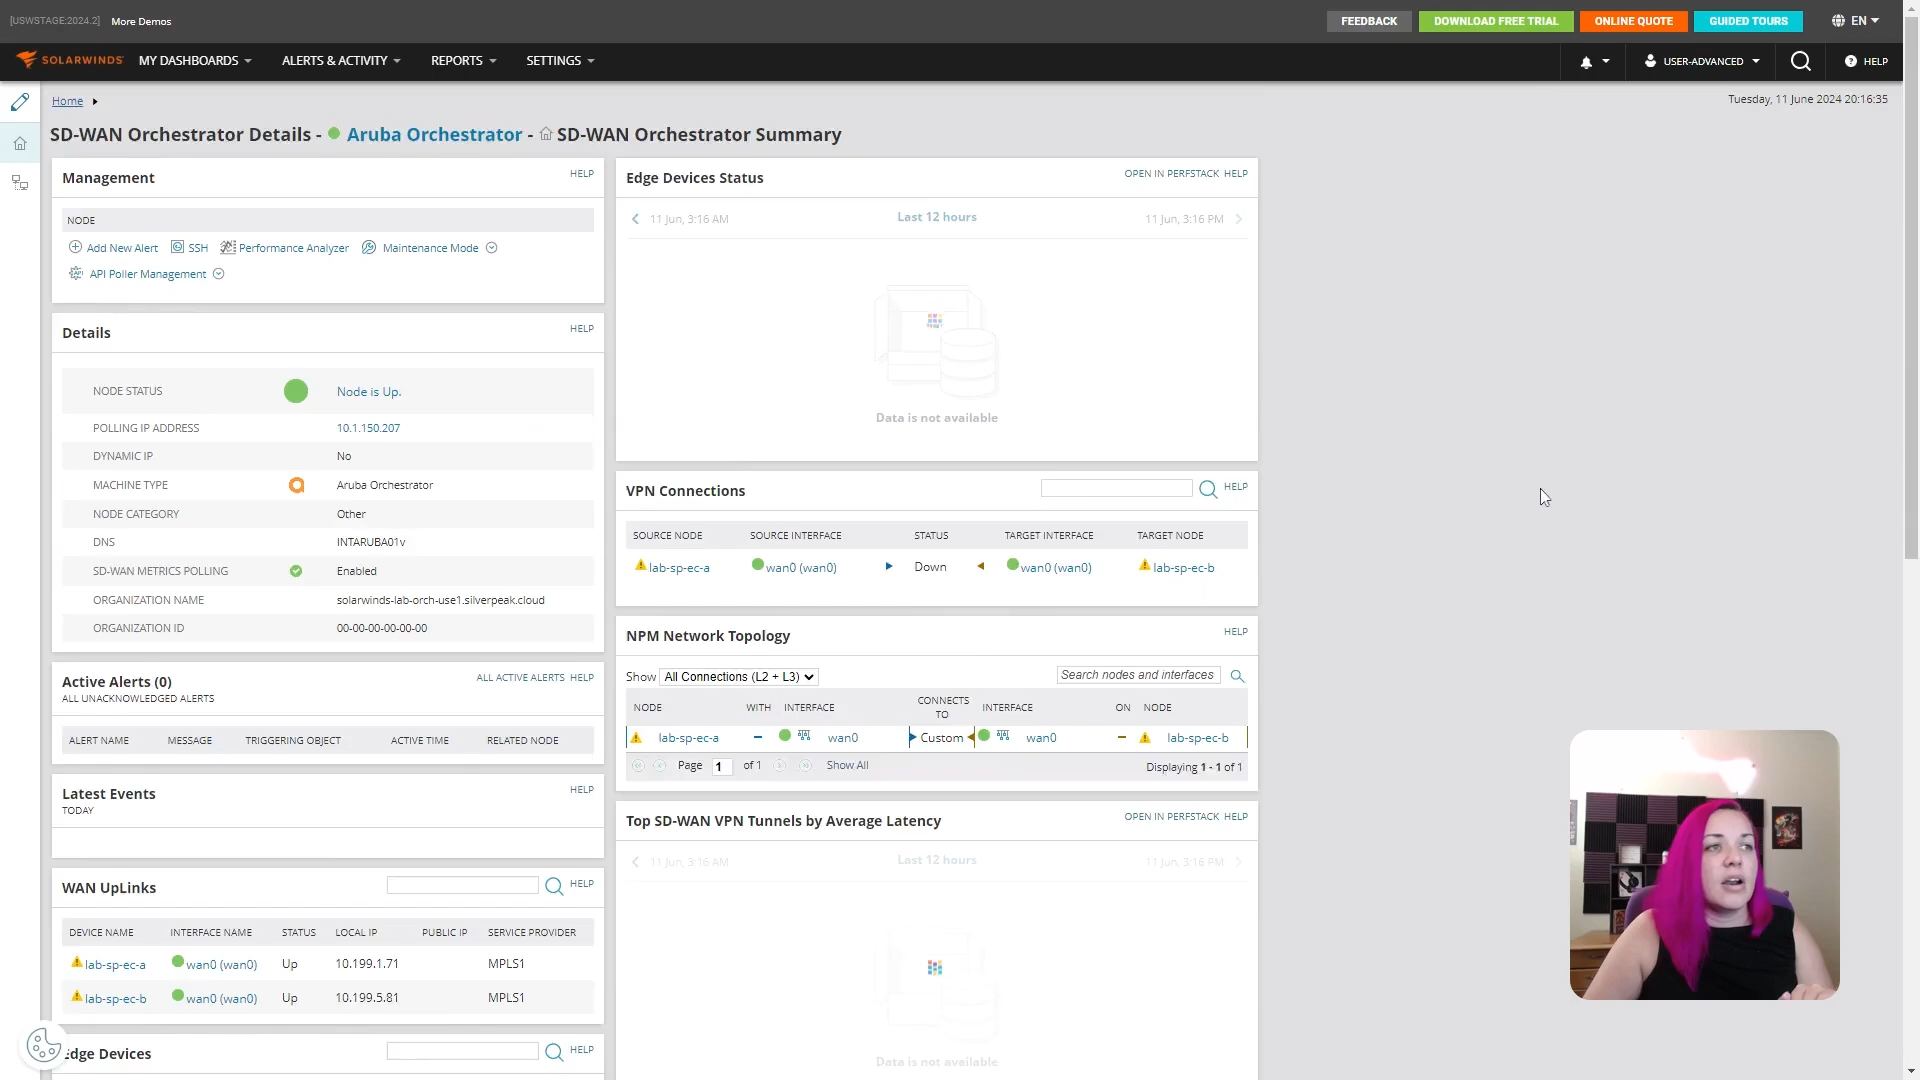 [USWSTAGE:2024.2] More Demos
FEEDBACK DOWNLOAD FREE TRIAL ONLINE QUOTE GUIDED TOURS EN
SOLARWINDS MY DASHBOARDS ALERTS & ACTIVITY REPORTS SETTINGS USER-ADVANCED HELP
Home
Tuesday, 11 June 2024 20:16:35
SD-WAN Orchestrator Details - Aruba Orchestrator - SD-WAN Orchestrator Summary
Management HELP
NODE
Add New Alert SSH Performance Analyzer Maintenance Mode
API Poller Management
Details HELP
NODE STATUS Node is Up.
POLLING IP ADDRESS 10.1.150.207
DYNAMIC IP No
MACHINE TYPE Aruba Orchestrator
NODE CATEGORY Other
DNS INTARUBA01v
SD-WAN METRICS POLLING Enabled
ORGANIZATION NAME solarwinds-lab-orch-use1.silverpeak.cloud
ORGANIZATION ID 00-00-00-00-00-00
Active Alerts (0) ALL ACTIVE ALERTS HELP
ALL UNACKNOWLEDGED ALERTS
ALERT NAME MESSAGE TRIGGERING OBJECT ACTIVE TIME RELATED NODE
Latest Events HELP
TODAY
WAN UpLinks HELP
DEVICE NAME INTERFACE NAME STATUS LOCAL IP PUBLIC IP SERVICE PROVIDER
lab-sp-ec-a wan0 (wan0) Up 10.199.1.71 MPLS1
lab-sp-ec-b wan0 (wan0) Up 10.199.5.81 MPLS1
Edge Devices HELP
Edge Devices Status OPEN IN PERFSTACK HELP
11 Jun, 3:16 AM Last 12 hours 11 Jun, 3:16 PM
Data is not available
VPN Connections HELP
SOURCE NODE SOURCE INTERFACE STATUS TARGET INTERFACE TARGET NODE
lab-sp-ec-a wan0 (wan0) Down wan0 (wan0) lab-sp-ec-b
NPM Network Topology HELP
Show All Connections (L2 + L3) Search nodes and interfaces
NODE WITH INTERFACE CONNECTS TO INTERFACE ON NODE
lab-sp-ec-a wan0 Custom wan0 lab-sp-ec-b
Page 1 of 1 Show All Displaying 1 - 1 of 1
Top SD-WAN VPN Tunnels by Average Latency OPEN IN PERFSTACK HELP
11 Jun, 3:16 AM Last 12 hours 11 Jun, 3:16 PM
Data is not available